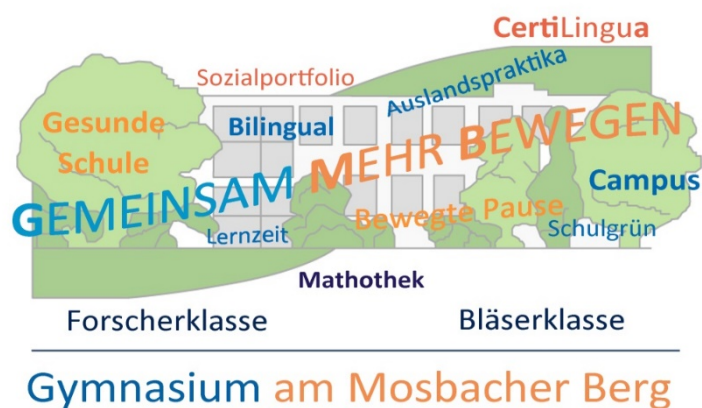 CertiLingua
Sozialportfolio
Auslandspraktika
Gesunde
Schule
Bilingual
GEMEINSAM MEHR BEWEGEN
Campus
Bewegte Pause
Lernzeit
Schulgrün
Mathothek
Forscherklasse
Bläserklasse
Gymnasium am Mosbacher Berg